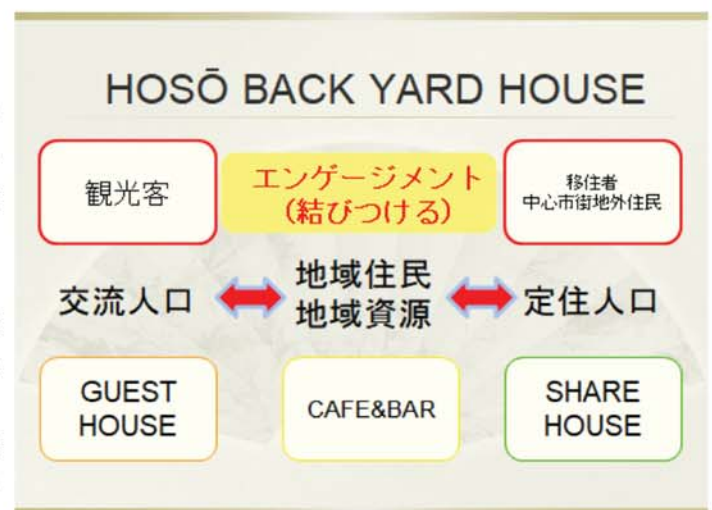 HOSŌ BACK YARD HOUSE
観光客
エンゲージメント
(結びつける)
移住者
中心市街地外住民
交流人口
地域住民
地域資源
定住人口
GUEST
HOUSE
CAFE&BAR
SHARE
HOUSE